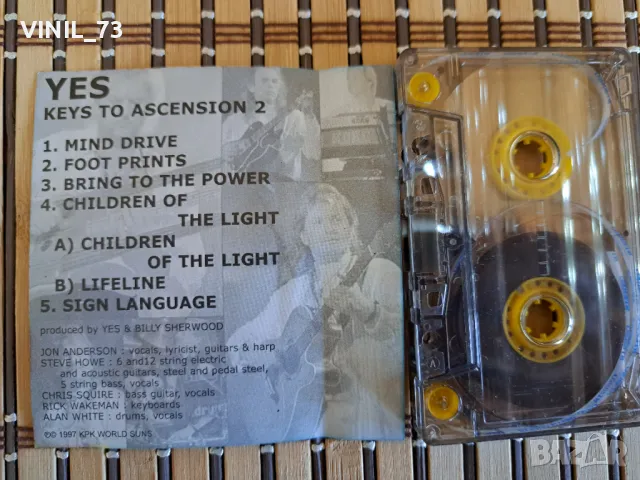 VINIL_73
YES
KEYS TO ASCENSION 2
1. MIND DRIVE
2. FOOT PRINTS
3. BRING TO THE POWER
4. CHILDREN OF
THE LIGHT
A) CHILDREN
OF THE LIGHT
B) LIFELINE
5. SIGN LANGUAGE
produced by YES & BILLY SHERWOOD
JON ANDERSON : vocals, lyricist, guitars & harp
STEVE HOWE : 6 and12 string electric
and acoustic guitars, steel and pedal steel,
5 string bass, vocals
CHRIS SQUIRE : bass guitar, vocals
RICK WAKEMAN : keyboards
ALAN WHITE : drums, vocals
©© 1997 KPK WORLD SUNS
A
BAZAR
bg